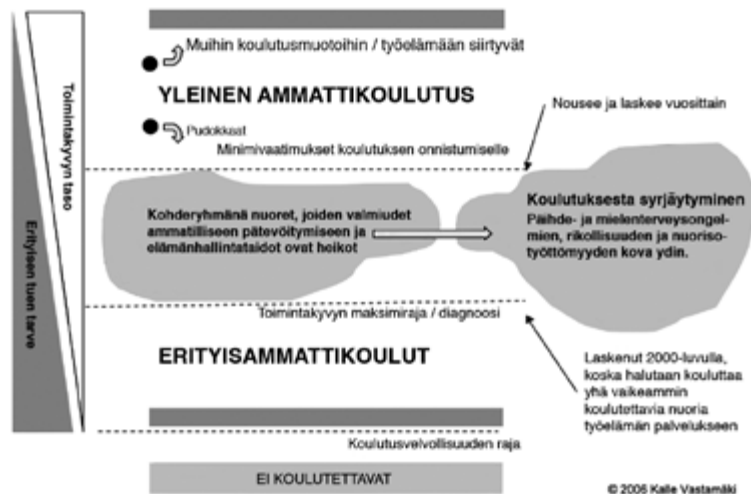 Muihin koulutusmuotoihin / työelämään siirtyvät
YLEINEN AMMATTIKOULUTUS
Pudokkaat
Minimivaatimukset koulutuksen onnistumiselle
Nousee ja laskee vuosittain
Toimintakyvyn taso
Erityisen tuen tarve
Kohderyhmänä nuoret, joiden valmiudet
ammatilliseen pätevöitymiseen ja
elämänhallintataidot ovat heikot
Koulutuksesta syrjäytyminen
Päihde- ja mielenterveysongel-
mien, rikollisuuden ja nuoriso-
työttömyyden kova ydin.
Toimintakyvyn maksimiraja / diagnoosi
ERITYISAMMATTIKOULUT
Laskenut 2000-luvulla,
koska halutaan kouluttaa
yhä vaikeammin
koulutettavia nuoria
työelämän palvelukseen
Koulutusvelvollisuuden raja
EI KOULUTETTAVAT
© 2006 Kalle Vastamäki